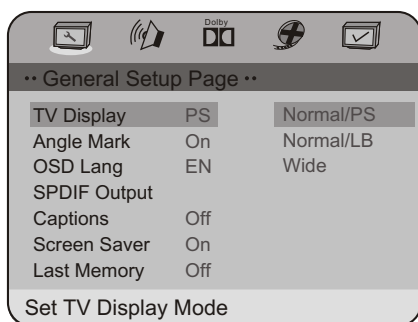 Dolby
•• General Setup Page ••
TV Display PS Normal/PS
Angle Mark On Normal/LB
OSD Lang EN Wide
SPDIF Output
Captions Off
Screen Saver On
Last Memory Off
Set TV Display Mode